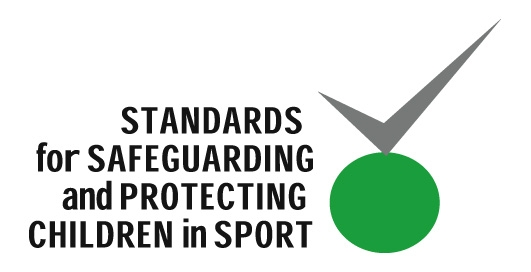 STANDARDS
for SAFEGUARDING
and PROTECTING
CHILDREN in SPORT